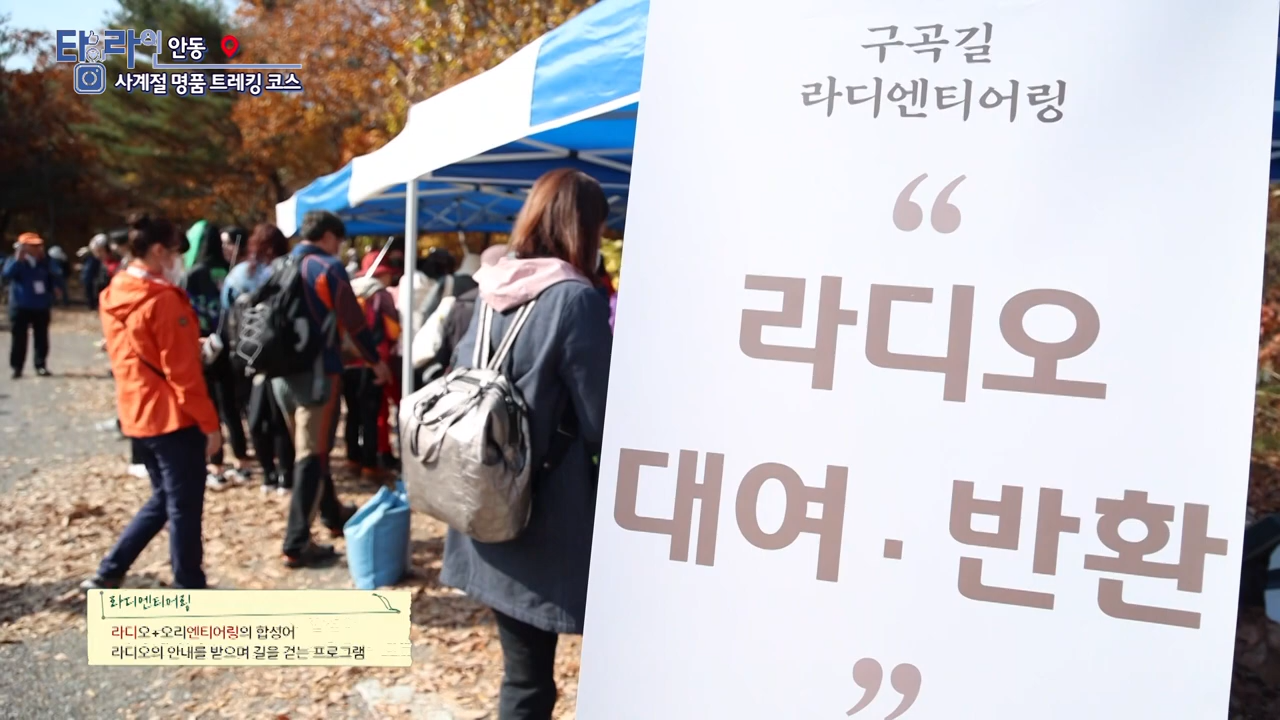 타박타박 안동
사계절 명품 트레킹 코스
구곡길
라디엔티어링
“
라디오
대여 · 반환
”
라디엔티어링
라디오+오리엔티어링의 합성어
라디오의 안내를 받으며 길을 걷는 프로그램